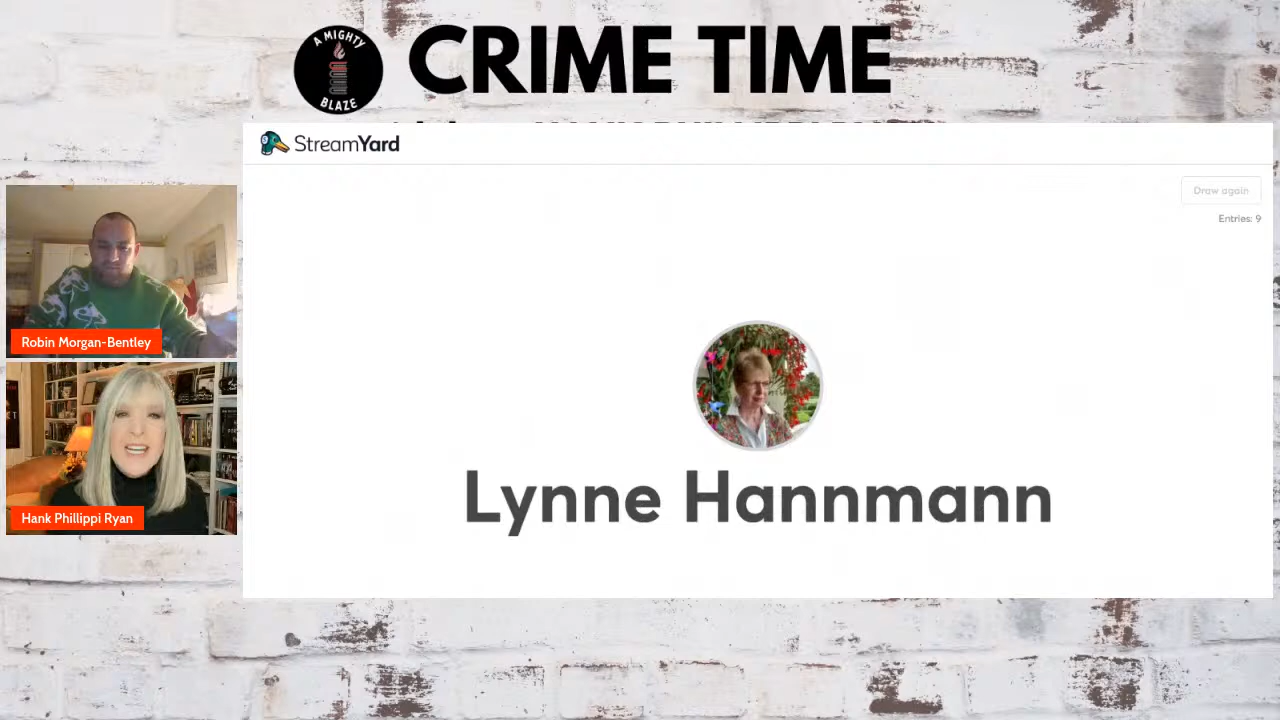 A MIGHTY
BLAZE
CRIME TIME
StreamYard
Draw again
Entries: 9
Robin Morgan-Bentley
Lynne Hannmann
Hank Phillippi Ryan